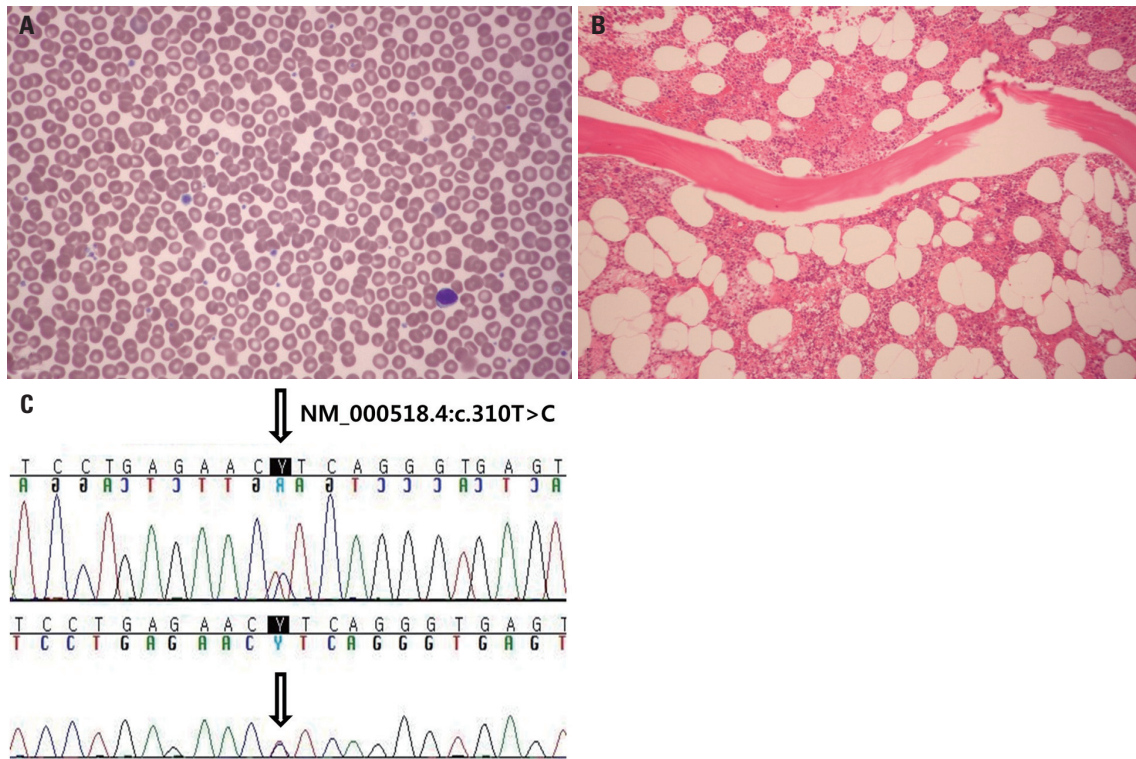 A
B
C
NM_000518.4:c.310T>C
T C C T G A G A A C Y T C A G G G T G A G T
A G G A C T C T T G R A G T C C C A C T C A
T C C T G A G A A C Y T C A G G G T G A G T
T C C T G A G A A C Y T C A G G G T G A G T